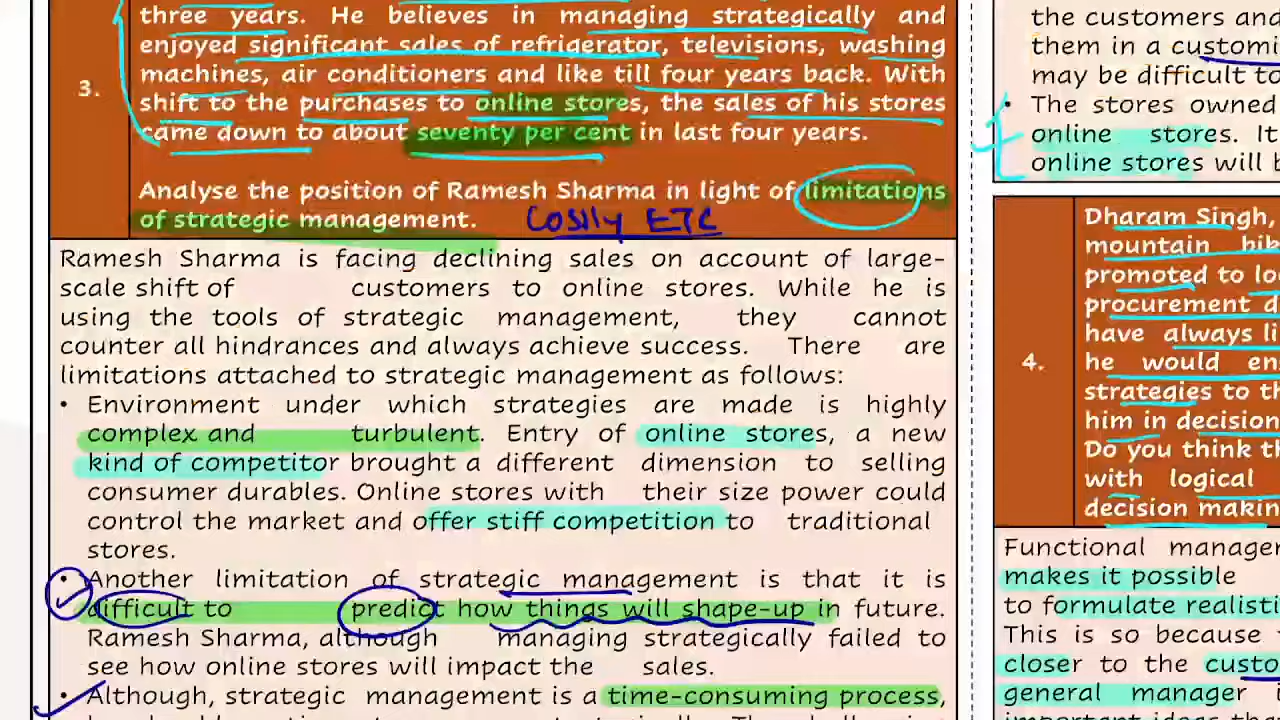 three years. He believes in managing strategically and
enjoyed significant sales of refrigerator, televisions, washing
machines, air conditioners and like till four years back. With
shift to the purchases to online stores, the sales of his stores
came down to about seventy per cent in last four years.
3.
Analyse the position of Ramesh Sharma in light of limitations
of strategic management.
Costly ETC
Ramesh Sharma is facing declining sales on account of large-
scale shift of customers to online stores. While he is
using the tools of strategic management, they cannot
counter all hindrances and always achieve success. There are
limitations attached to strategic management as follows:
• Environment under which strategies are made is highly
complex and turbulent. Entry of online stores, a new
kind of competitor brought a different dimension to selling
consumer durables. Online stores with their size power could
control the market and offer stiff competition to traditional
stores.
• Another limitation of strategic management is that it is
difficult to predict how things will shape-up in future.
Ramesh Sharma, although managing strategically failed to
see how online stores will impact the sales.
• Although, strategic management is a time-consuming process,
the customers and
them in a customi
may be difficult to
• The stores owned
online stores. It
online stores will b
4.
Dharam Singh,
mountain bik
promoted to lo
procurement d
have always li
he would en
strategies to th
him in decision
Do you think th
with logical
decision makin
Functional manager
makes it possible
to formulate realisti
This is so because
closer to the custo
general manager i